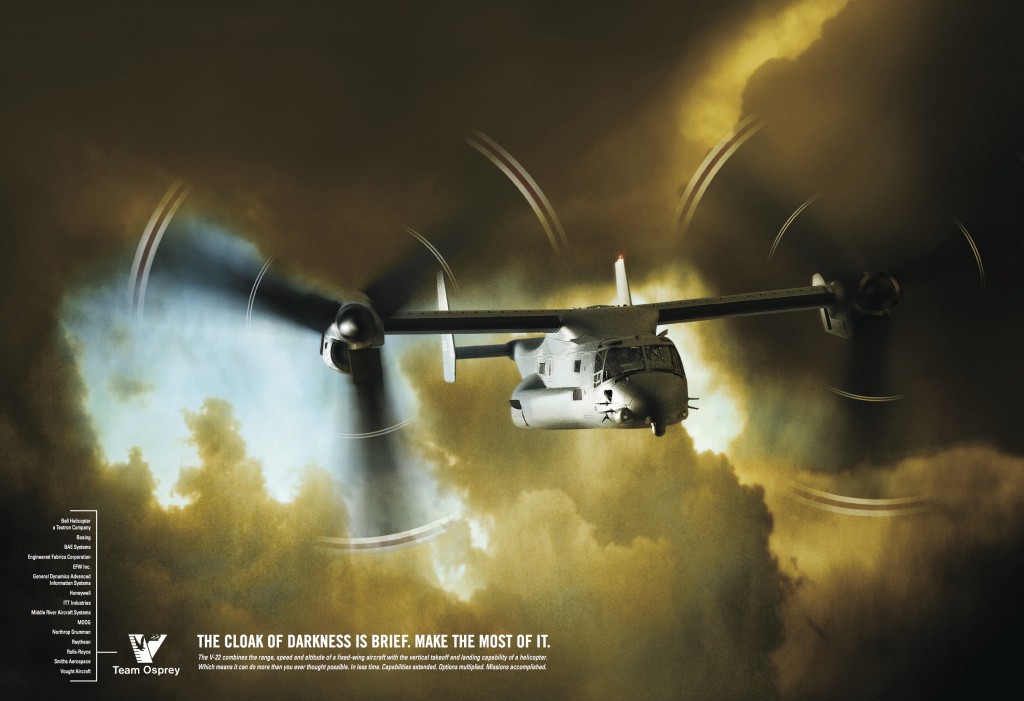 Bell Helicopter
a Textron Company
Boeing
BAE Systems
Engineered Fabrics Corporation
EFW Inc.
General Dynamics Advanced
Information Systems
Honeywell
ITT Industries
Middle River Aircraft Systems
MOOG
Northrop Grumman
Raytheon
Rolls-Royce
Smiths Aerospace
Vought Aircraft
Team Osprey
THE CLOAK OF DARKNESS IS BRIEF. MAKE THE MOST OF IT.
The V-22 combines the range, speed and altitude of a fixed-wing aircraft with the vertical takeoff and landing capability of a helicopter.
Which means it can do more than you ever thought possible. In less time. Capabilities extended. Options multiplied. Missions accomplished.